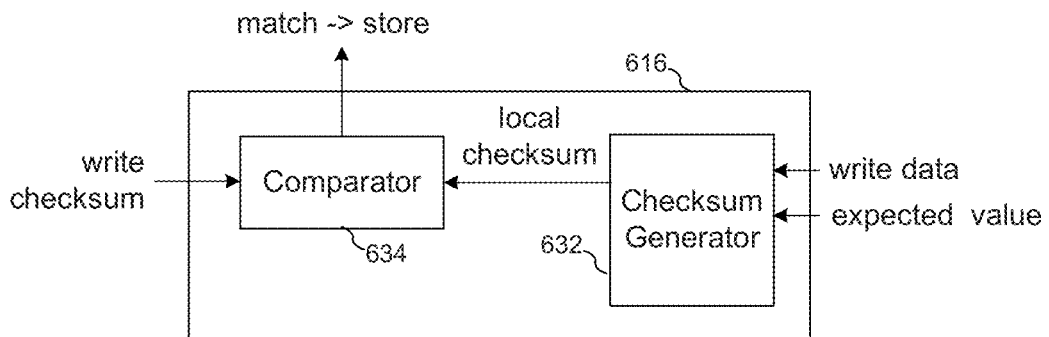 match -> store
616
local
checksum
write
checksum
Comparator
634
Checksum
Generator
632
write data
expected value